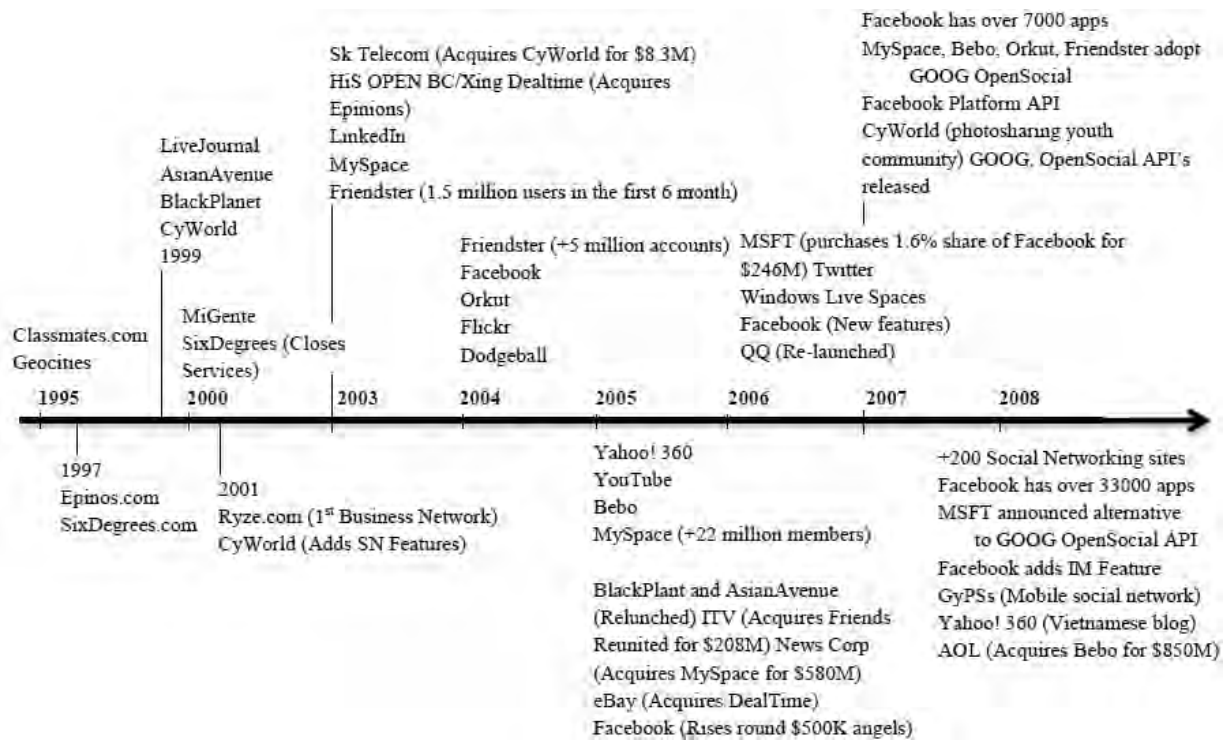 Facebook has over 7000 apps
MySpace, Bebo, Orkut, Friendster adopt
GOOG OpenSocial
Facebook Platform API
CyWorld (photosharing youth
community) GOOG, OpenSocial API's
released
Sk Telecom (Acquires CyWorld for $8.3M)
HiS OPEN BC/Xing Dealtime (Acquires
Epinions)
LinkedIn
MySpace
Friendster (1.5 million users in the first 6 month)
LiveJournal
AsianAvenue
BlackPlanet
CyWorld
1999
Friendster (+5 million accounts)
Facebook
Orkut
Flickr
Dodgeball
MSFT (purchases 1.6% share of Facebook for
$246M) Twitter
Windows Live Spaces
Facebook (New features)
QQ (Re-launched)
MiGente
SixDegrees (Closes
Services)
Classmates.com
Geocities
1995 2000 2003 2004 2005 2006 2007 2008
1997
Epinos.com
SixDegrees.com
2001
Ryze.com (1st Business Network)
CyWorld (Adds SN Features)
Yahoo! 360
YouTube
Bebo
MySpace (+22 million members)
BlackPlant and AsianAvenue
(Relunched) ITV (Acquires Friends
Reunited for $208M) News Corp
(Acquires MySpace for $580M)
eBay (Acquires DealTime)
Facebook (Rises round $500K angels)
+200 Social Networking sites
Facebook has over 33000 apps
MSFT announced alternative
to GOOG OpenSocial API
Facebook adds IM Feature
GyPSs (Mobile social network)
Yahoo! 360 (Vietnamese blog)
AOL (Acquires Bebo for $850M)